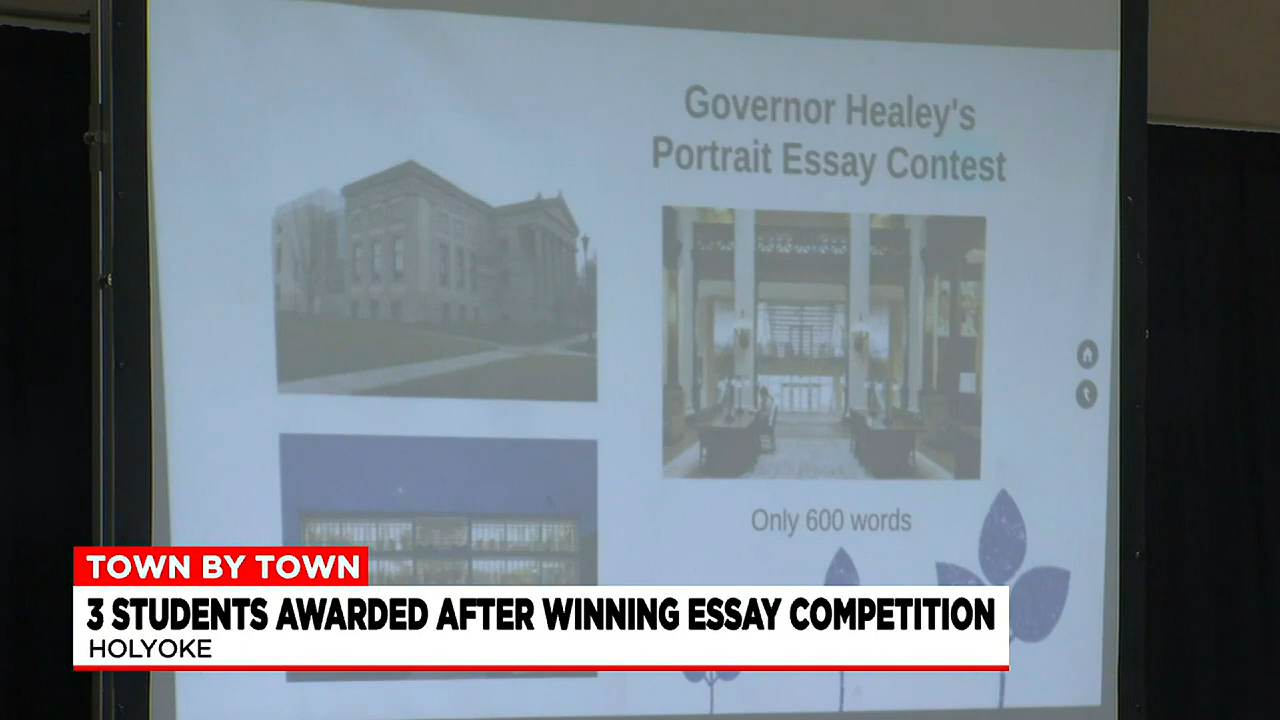 Governor Healey's
Portrait Essay Contest
Only 600 words
TOWN BY TOWN
3 STUDENTS AWARDED AFTER WINNING ESSAY COMPETITION
HOLYOKE